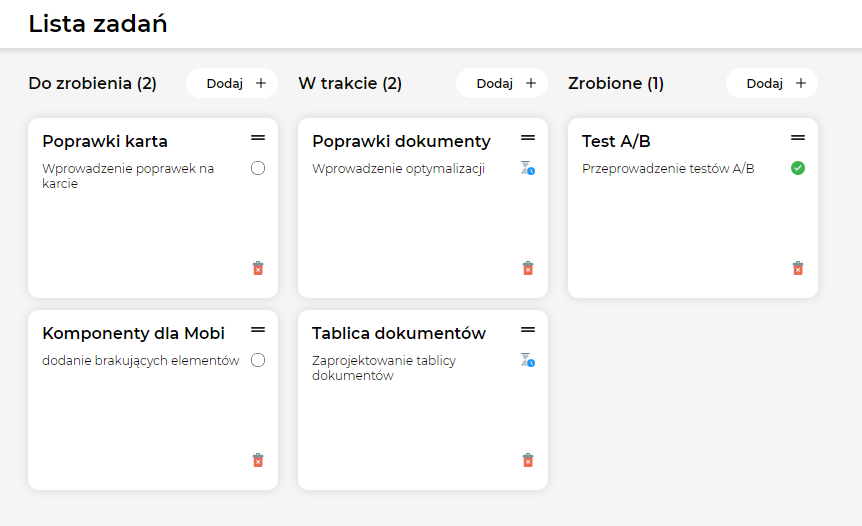 Lista zadań
Do zrobienia (2)
Dodaj +
W trakcie (2)
Dodaj +
Zrobione (1)
Dodaj +
Poprawki karta
Wprowadzenie poprawek na
karcie
Komponenty dla Mobi
dodanie brakujących elementów
Poprawki dokumenty
Wprowadzenie optymalizacji
Tablica dokumentów
Zaprojektowanie tablicy
dokumentów
Test A/B
Przeprowadzenie testów A/B